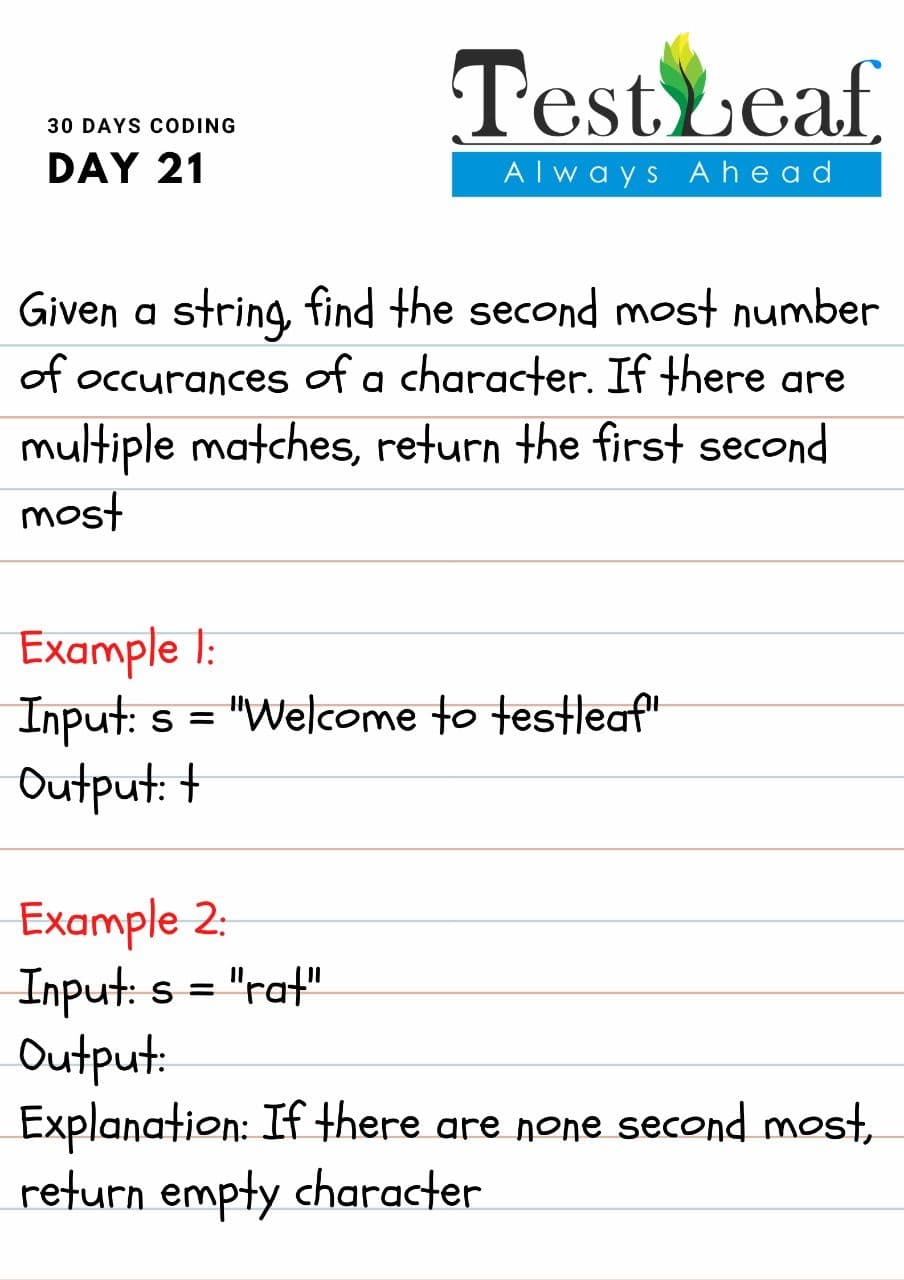 30 DAYS CODING
DAY 21
TestLeaf
Always Ahead
Given a string, find the second most number
of occurances of a character. If there are
multiple matches, return the first second
most
Example 1:
Input: s = "Welcome to testleaf"
Output: t
Example 2:
Input: s = "rat"
Output:
Explanation: If there are none second most,
return empty character